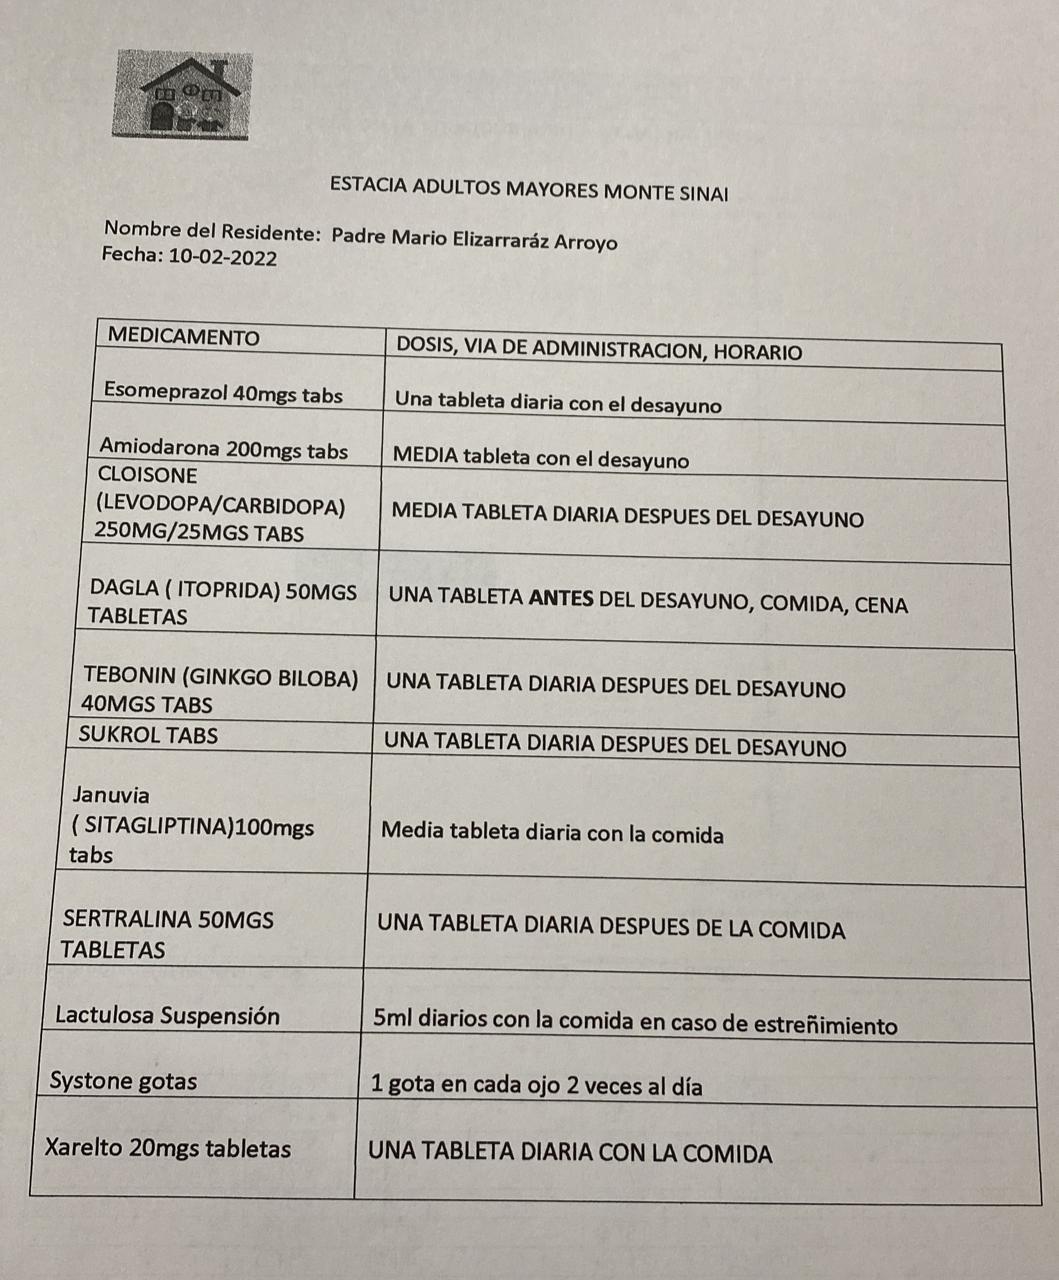 ESTACIA ADULTOS MAYORES MONTE SINAI
Nombre del Residente: Padre Mario Elizarraráz Arroyo
Fecha: 10-02-2022
MEDICAMENTO
DOSIS, VIA DE ADMINISTRACION, HORARIO
Esomeprazol 40mgs tabs
Una tableta diaria con el desayuno
Amiodarona 200mgs tabs
MEDIA tableta con el desayuno
CLOISONE
(LEVODOPA/CARBIDOPA)
250MG/25MGS TABS
MEDIA TABLETA DIARIA DESPUES DEL DESAYUNO
DAGLA ( ITOPRIDA) 50MGS
TABLETAS
UNA TABLETA ANTES DEL DESAYUNO, COMIDA, CENA
TEBONIN (GINKGO BILOBA)
40MGS TABS
UNA TABLETA DIARIA DESPUES DEL DESAYUNO
SUKROL TABS
UNA TABLETA DIARIA DESPUES DEL DESAYUNO
Januvia
( SITAGLIPTINA)100mgs
tabs
Media tableta diaria con la comida
SERTRALINA 50MGS
TABLETAS
UNA TABLETA DIARIA DESPUES DE LA COMIDA
Lactulosa Suspensión
5ml diarios con la comida en caso de estreñimiento
Systone gotas
1 gota en cada ojo 2 veces al día
Xarelto 20mgs tabletas
UNA TABLETA DIARIA CON LA COMIDA